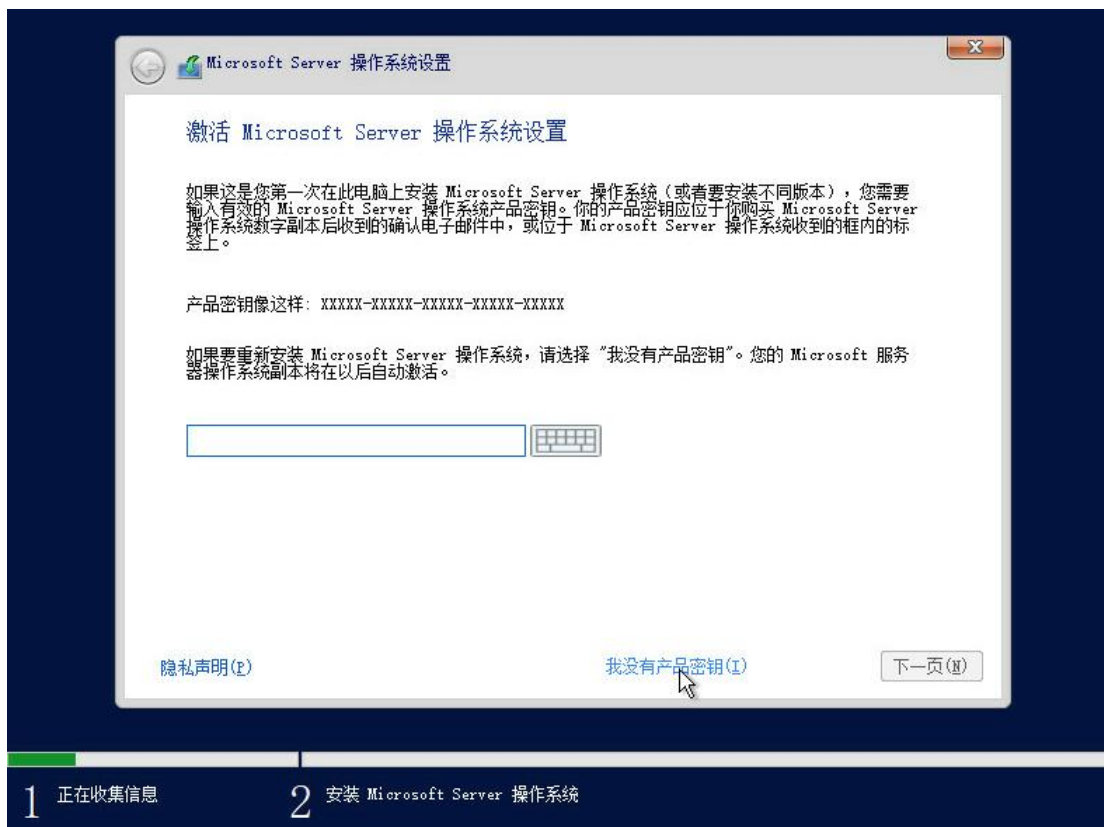 Microsoft Server 操作系统设置
激活 Microsoft Server 操作系统设置
如果这是您第一次在此电脑上安装 Microsoft Server 操作系统（或者要安装不同版本），您需要
输入有效的 Microsoft Server 操作系统产品密钥。你的产品密钥应位于你购买 Microsoft Server
操作系统数字副本后收到的确认电子邮件中，或位于 Microsoft Server 操作系统收到的框内的标
签上。
产品密钥像这样: XXXXX-XXXXX-XXXXX-XXXXX-XXXXX
如果要重新安装 Microsoft Server 操作系统，请选择 "我没有产品密钥"。您的 Microsoft 服务
器操作系统副本将在以后自动激活。
隐私声明(P)
我没有产品密钥(I)
下一页(N)
1 正在收集信息
2 安装 Microsoft Server 操作系统